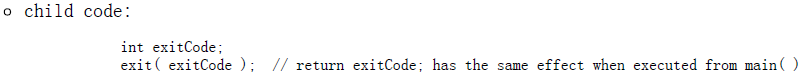 o child code:
int exitCode;
exit( exitCode );  // return exitCode; has the same effect when executed from main( )